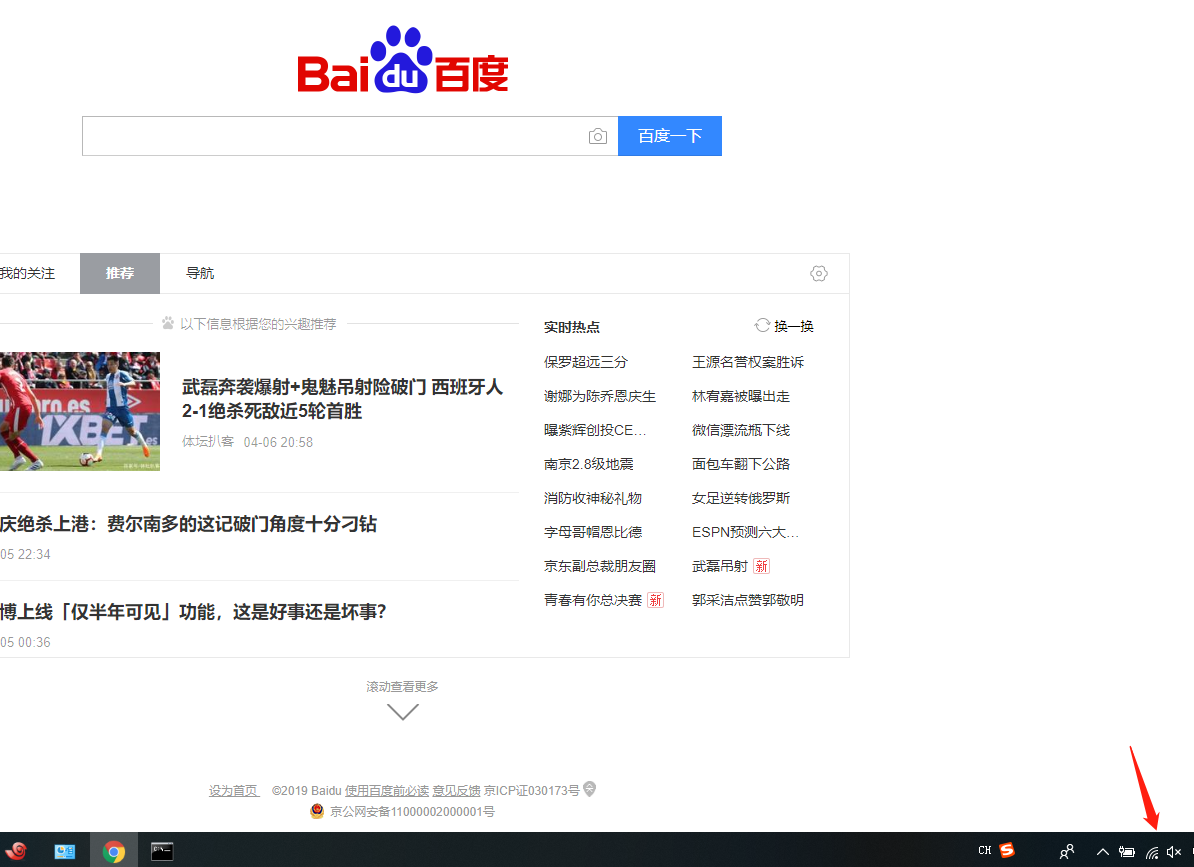 Bai du 百度
百度一下
我的关注 推荐 导航
以下信息根据您的兴趣推荐
武磊奔袭爆射+鬼魅吊射险破门 西班牙人
2-1绝杀死敌近5轮首胜
体坛扒客 04-06 20:58
庆绝杀上港：费尔南多的这记破门角度十分刁钻
05 22:34
博上线「仅半年可见」功能，这是好事还是坏事?
05 00:36
实时热点 换一换
保罗超远三分 王源名誉权案胜诉
谢娜为陈乔恩庆生 林宥嘉被曝出走
曝紫辉创投CE... 微信漂流瓶下线
南京2.8级地震 面包车翻下公路
消防收神秘礼物 女足逆转俄罗斯
字母哥帽恩比德 ESPN预测六大...
京东副总裁朋友圈 武磊吊射 新
青春有你总决赛 新 郭采洁点赞郭敬明
滚动查看更多
设为首页 ©2019 Baidu 使用百度前必读 意见反馈 京ICP证030173号
京公网安备11000002000001号
CH S